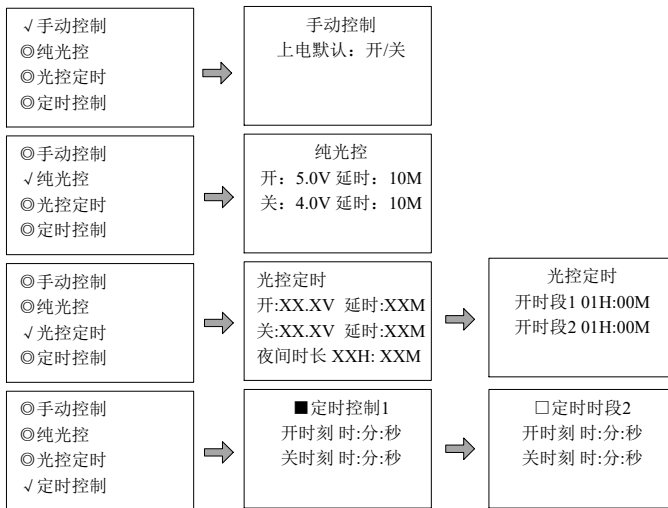 √手动控制
◎纯光控
◎光控定时
◎定时控制
手动控制
上电默认：开/关
◎手动控制
√纯光控
◎光控定时
◎定时控制
纯光控
开：5.0V 延时：10M
关：4.0V 延时：10M
◎手动控制
◎纯光控
√光控定时
◎定时控制
光控定时
开:XX.XV 延时:XXM
关:XX.XV 延时:XXM
夜间时长 XXH: XXM
光控定时
开时段1 01H:00M
开时段2 01H:00M
◎手动控制
◎纯光控
◎光控定时
√定时控制
■定时控制1
开时刻 时:分:秒
关时刻 时:分:秒
□定时时段2
开时刻 时:分:秒
关时刻 时:分:秒